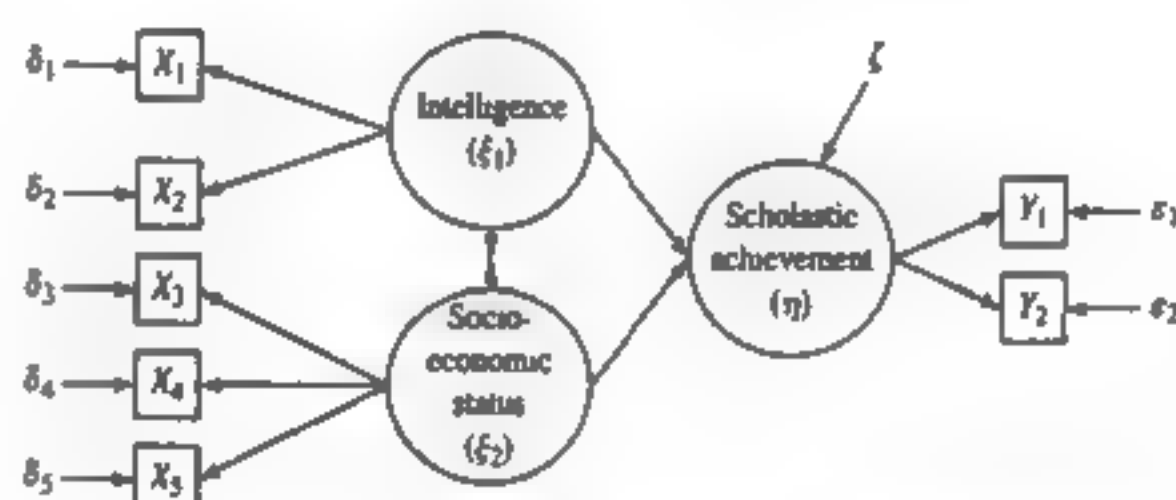 δ₁ X₁
δ₂ X₂
δ₃ X₃
δ₄ X₄
δ₅ X₅
Intelligence
(ξ₁)
Socio-
economic
status
(ξ₂)
ζ
Scholastic
achievement
(η)
Y₁ ε₁
Y₂ ε₂